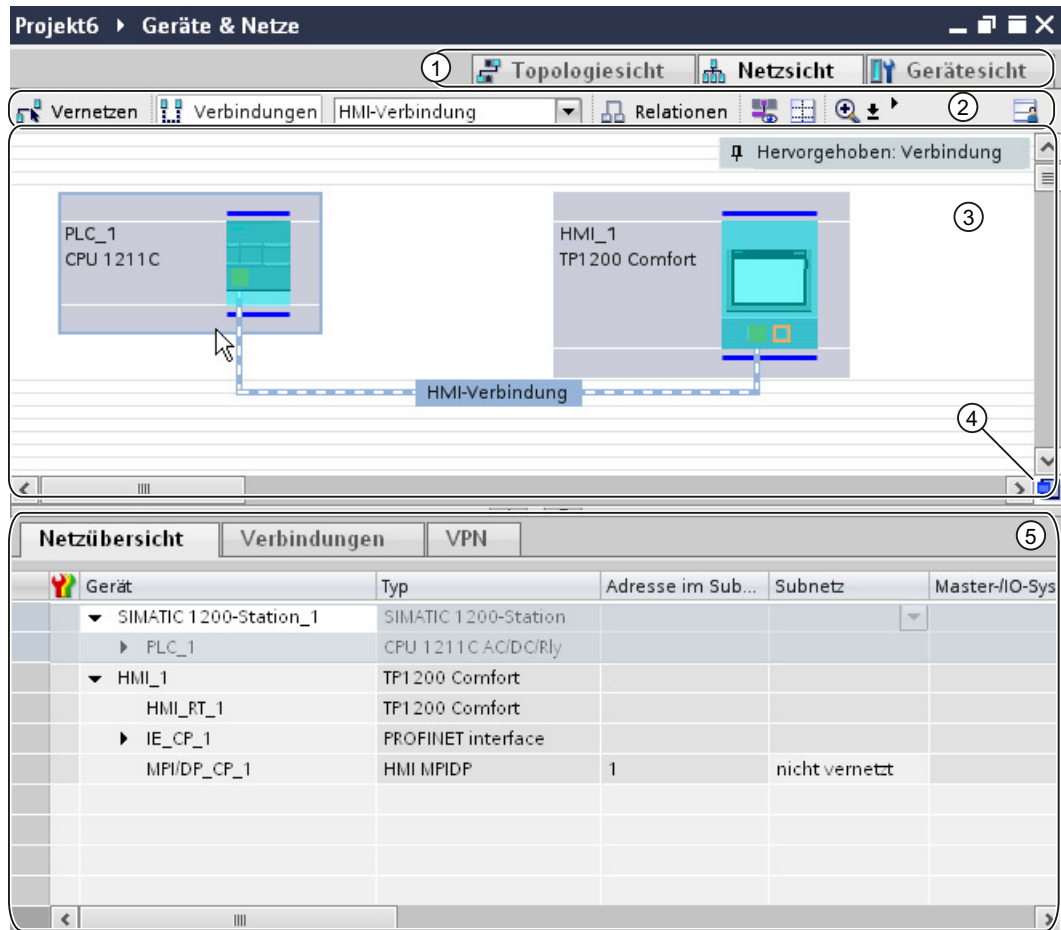 Projekt6 ▸ Geräte & Netze
1 Topologiesicht Netzsicht Gerätesicht
Vernetzen Verbindungen HMI-Verbindung Relationen 2
Hervorgehoben: Verbindung
3
PLC_1
CPU 1211C
HMI_1
TP1200 Comfort
HMI-Verbindung
4
Netzübersicht Verbindungen VPN 5
Gerät Typ Adresse im Sub... Subnetz Master-/IO-Sys
SIMATIC 1200-Station_1 SIMATIC 1200-Station
PLC_1 CPU 1211C AC/DC/Rly
HMI_1 TP1200 Comfort
HMI_RT_1 TP1200 Comfort
IE_CP_1 PROFINET interface
MPI/DP_CP_1 HMI MPIDP 1 nicht vernetzt